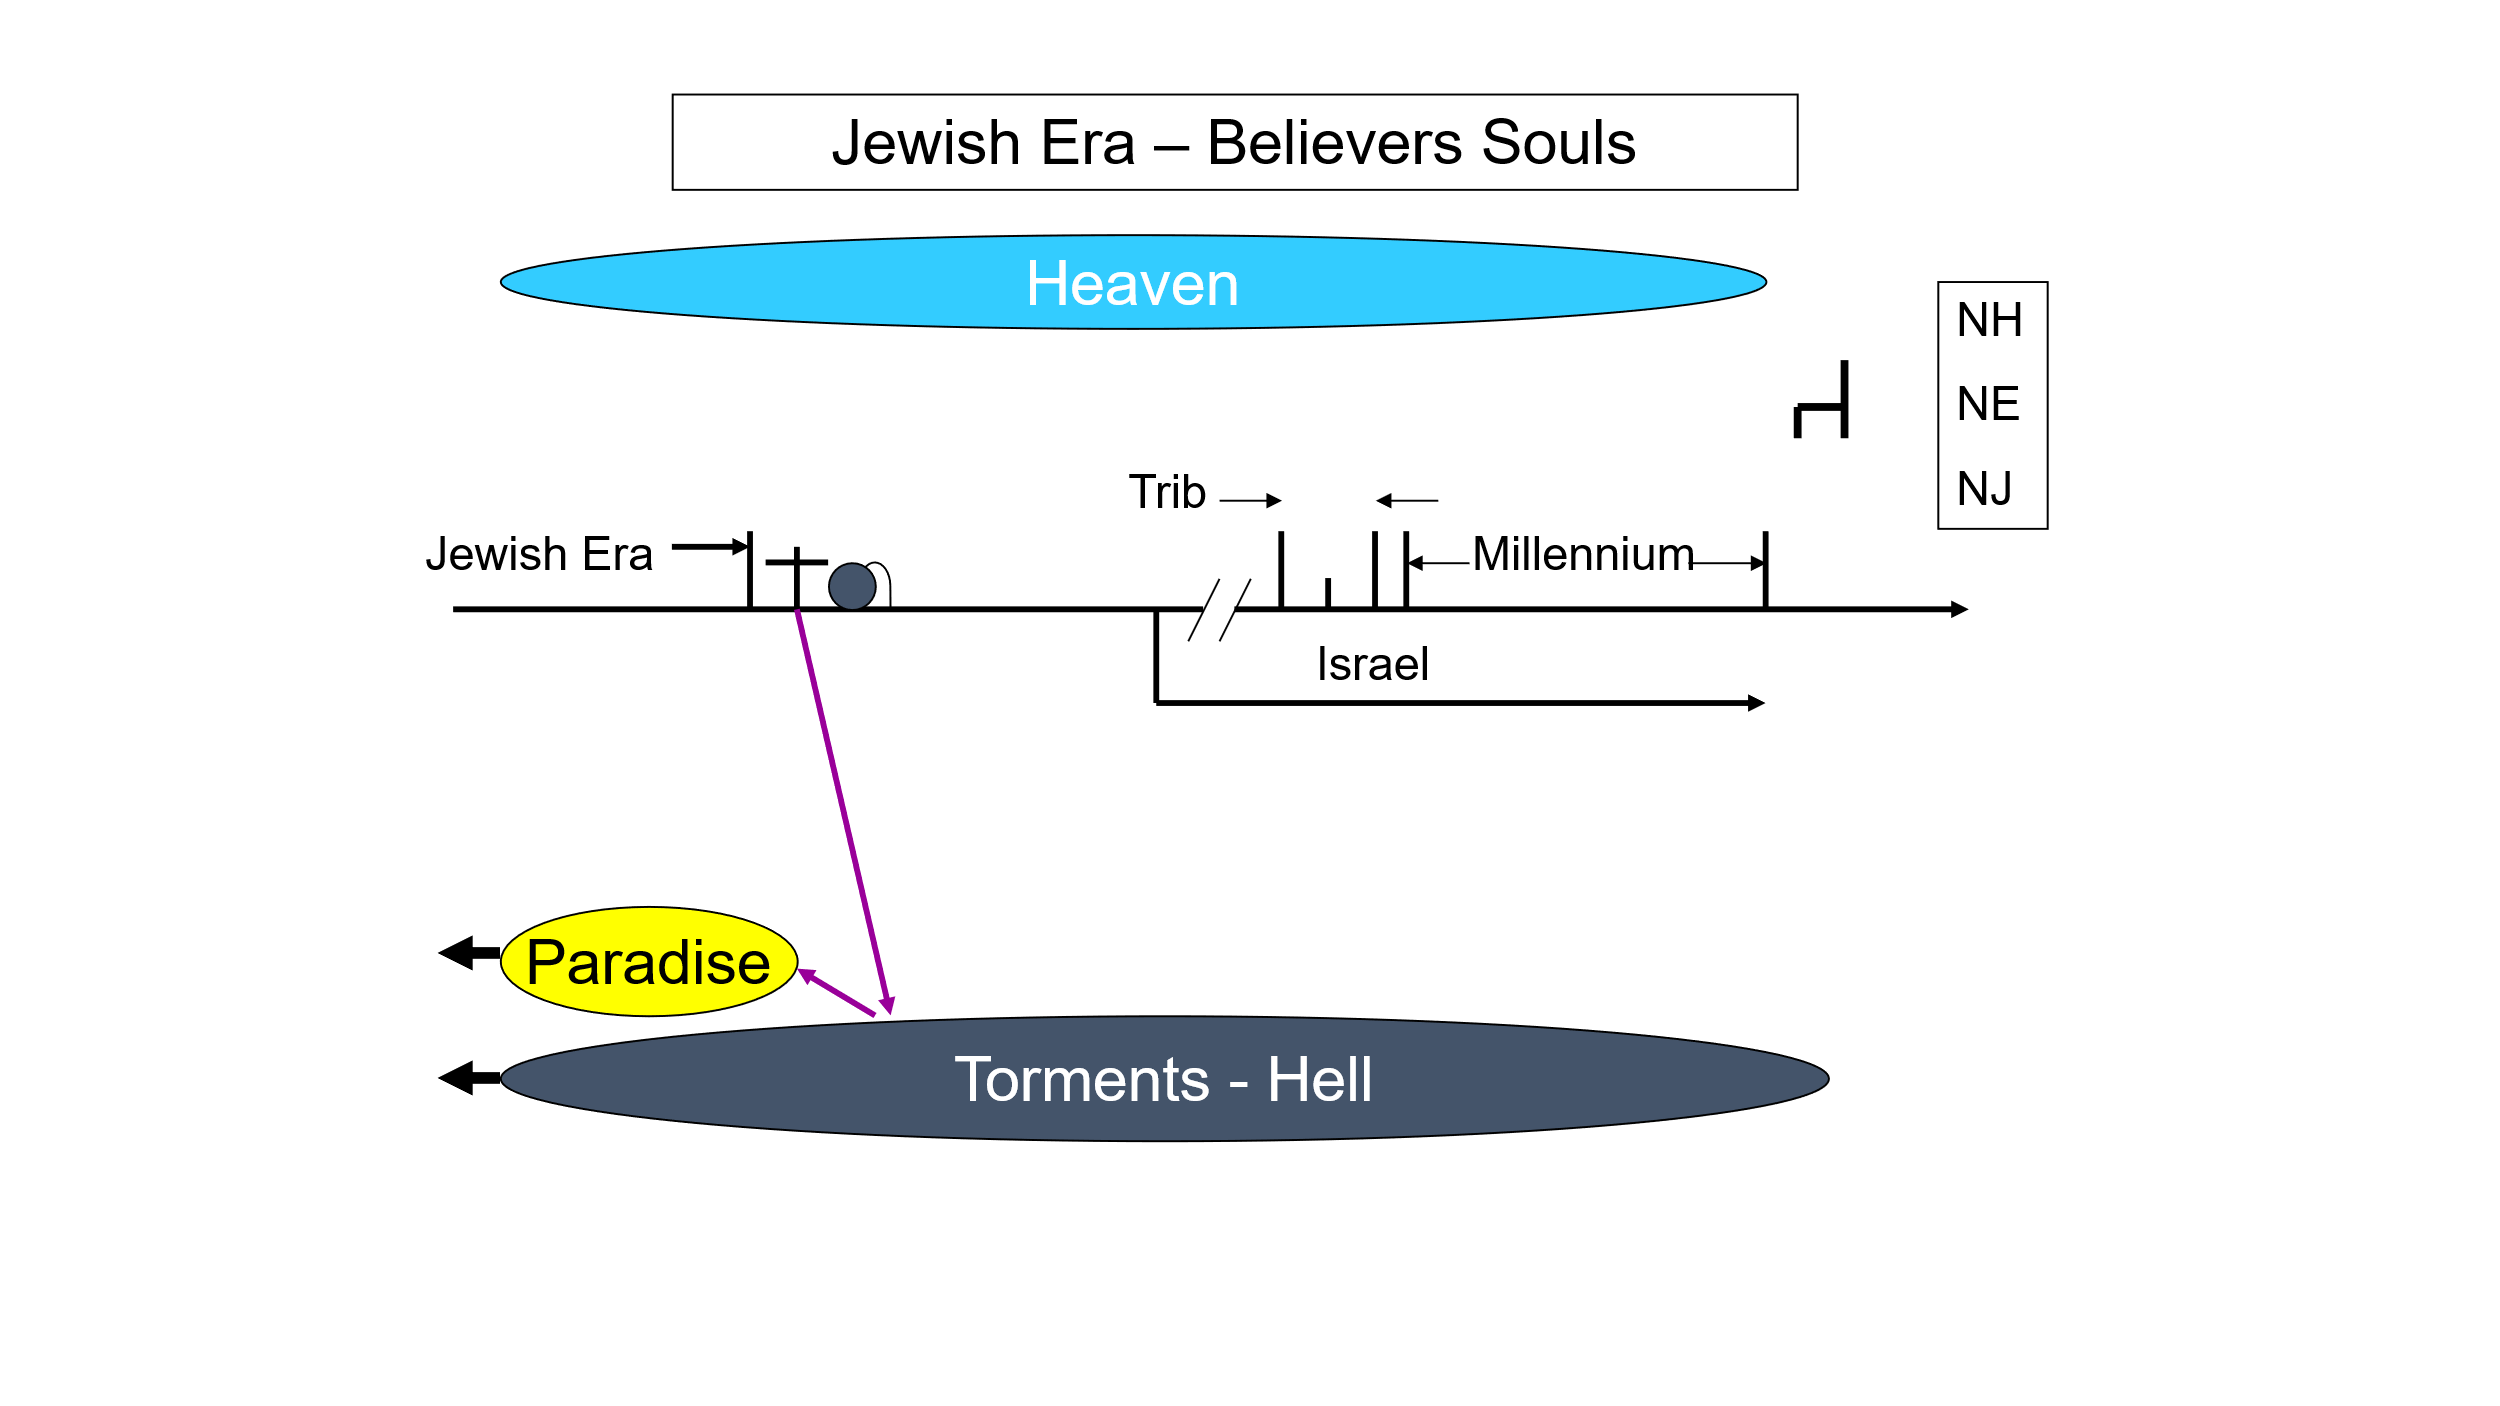 Jewish Era – Believers Souls
Heaven
NH
NE
NJ
Trib
Jewish Era
Millennium
Israel
Paradise
Torments - Hell